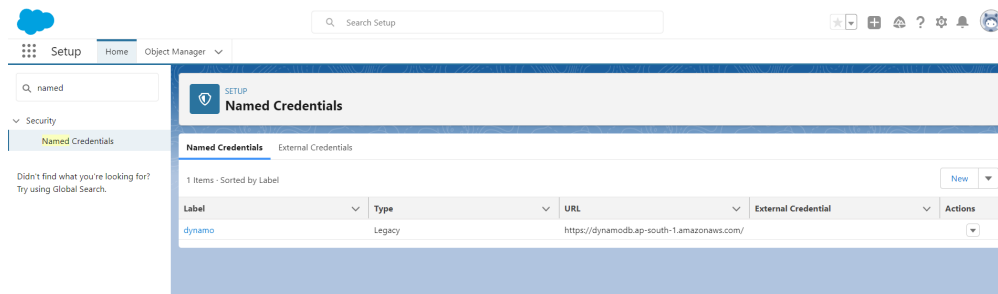 Search Setup
Setup Home Object Manager
named
Security
Named Credentials
Didn't find what you're looking for?
Try using Global Search.
SETUP
Named Credentials
Named Credentials External Credentials
1 Items · Sorted by Label
New
Label Type URL External Credential Actions
dynamo Legacy https://dynamodb.ap-south-1.amazonaws.com/